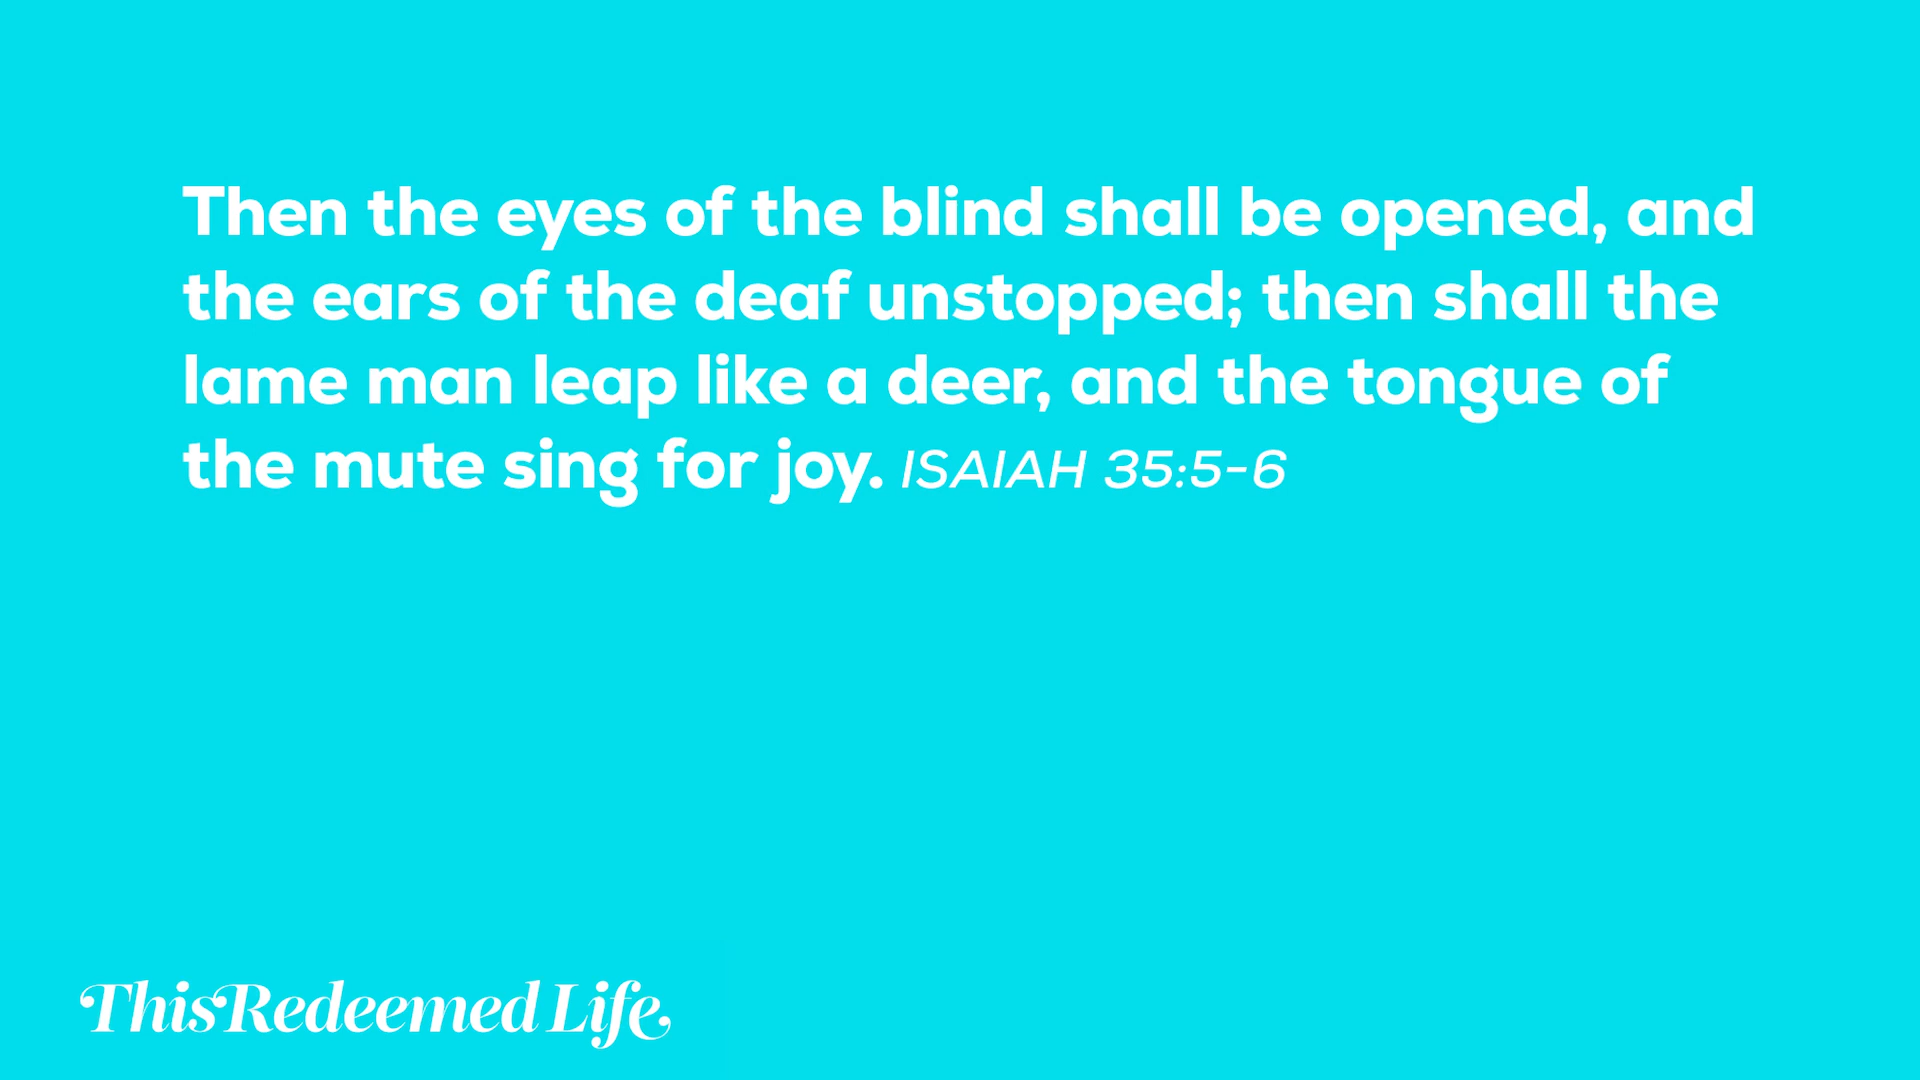 Then the eyes of the blind shall be opened, and
the ears of the deaf unstopped; then shall the
lame man leap like a deer, and the tongue of
the mute sing for joy. ISAIAH 35:5-6
This Redeemed Life